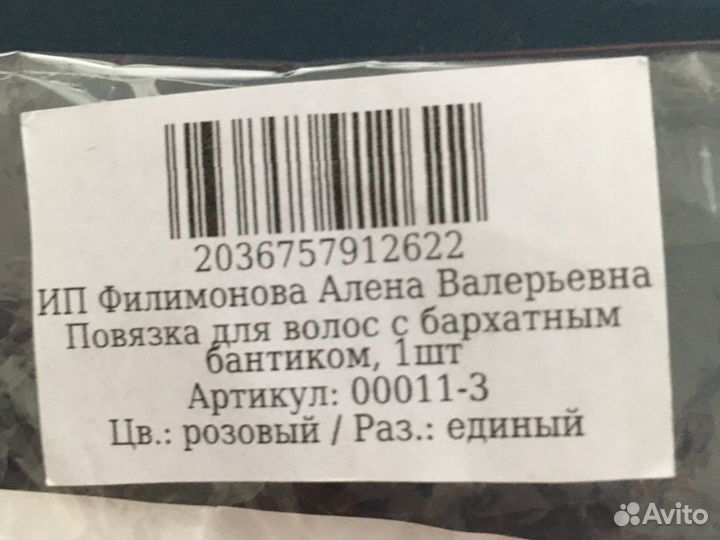 2036757912622
ИП Филимонова Алена Валерьевна
Повязка для волос с бархатным
бантиком, 1шт
Артикул: 00011-3
Цв.: розовый / Раз.: единый
Avito